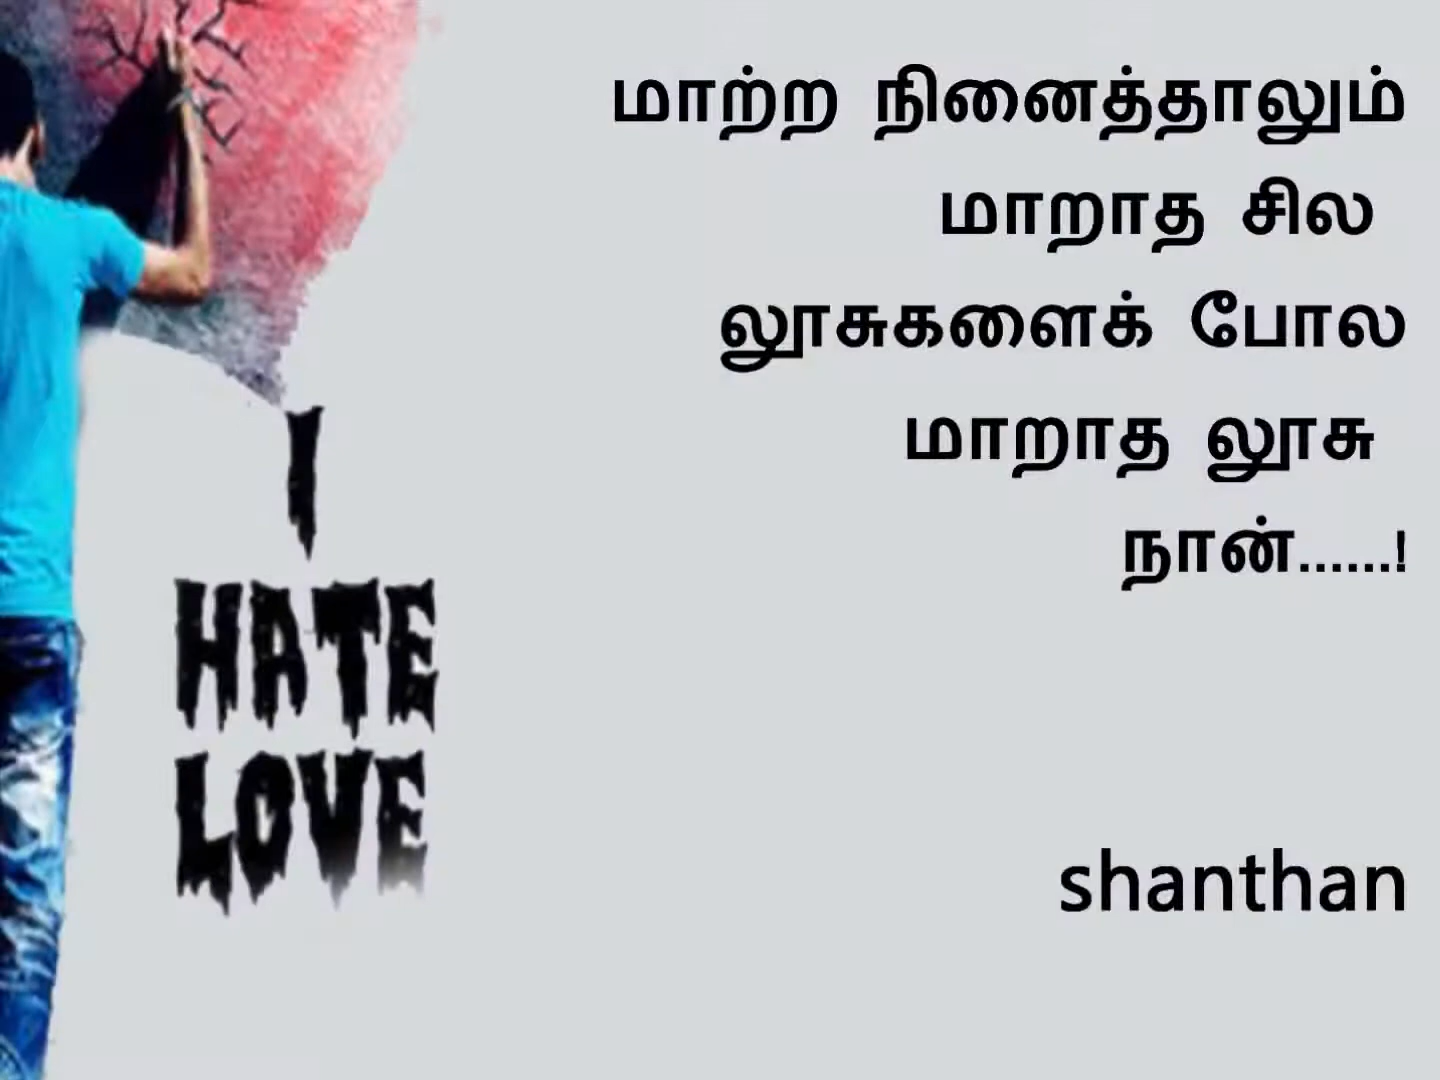 மாற்ற நினைத்தாலும்
மாறாத சில
லூசுகளைக் போல
மாறாத லூசு
நான்......!
I
HATE
LOVE
shanthan